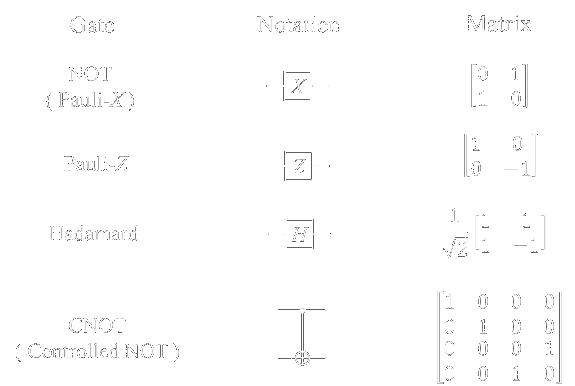 Gate Notation Matrix
NOT
( Pauli-X )
X
0 1
1 0
Pauli-Z
Z
1 0
0 −1
Hadamard
H
1
√2
1 1
1 −1
CNOT
( Controlled NOT )
1 0 0 0
0 1 0 0
0 0 0 1
0 0 1 0